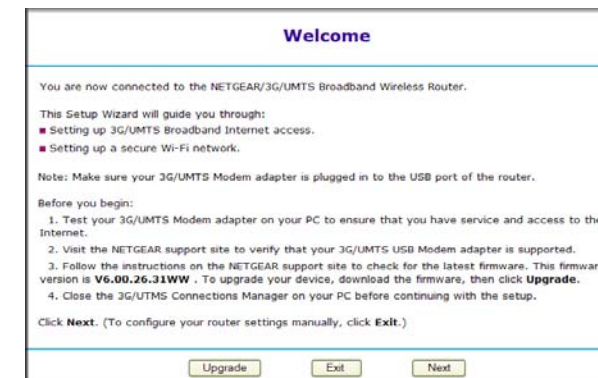 Welcome
You are now connected to the NETGEAR/3G/UMTS Broadband Wireless Router.
This Setup Wizard will guide you through:
Setting up 3G/UMTS Broadband Internet access.
Setting up a secure Wi-Fi network.
Note: Make sure your 3G/UMTS Modem adapter is plugged in to the USB port of the router.
Before you begin:
1. Test your 3G/UMTS Modem adapter on your PC to ensure that you have service and access to the
Internet.
2. Visit the NETGEAR support site to verify that your 3G/UMTS USB Modem adapter is supported.
3. Follow the instructions on the NETGEAR support site to check for the latest firmware. This firmwar
version is V6.00.26.31WW . To upgrade your device, download the firmware, then click Upgrade.
4. Close the 3G/UTMS Connections Manager on your PC before continuing with the setup.
Click Next. (To configure your router settings manually, click Exit.)
Upgrade Exit Next